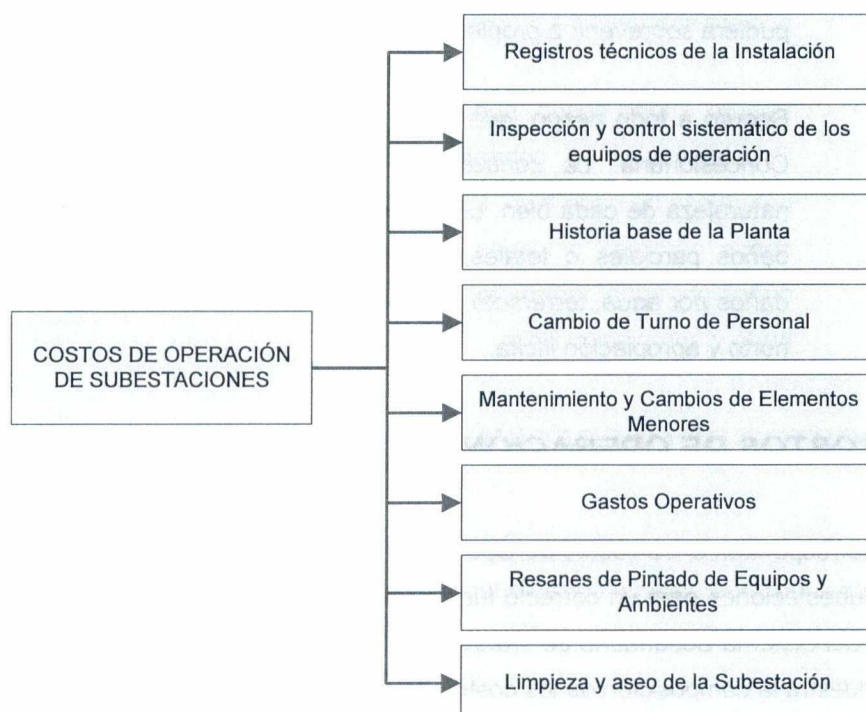 Registros técnicos de la Instalación
Inspección y control sistemático de los
equipos de operación
Historia base de la Planta
Cambio de Turno de Personal
COSTOS DE OPERACIÓN
DE SUBESTACIONES
Mantenimiento y Cambios de Elementos
Menores
Gastos Operativos
Resanes de Pintado de Equipos y
Ambientes
Limpieza y aseo de la Subestación